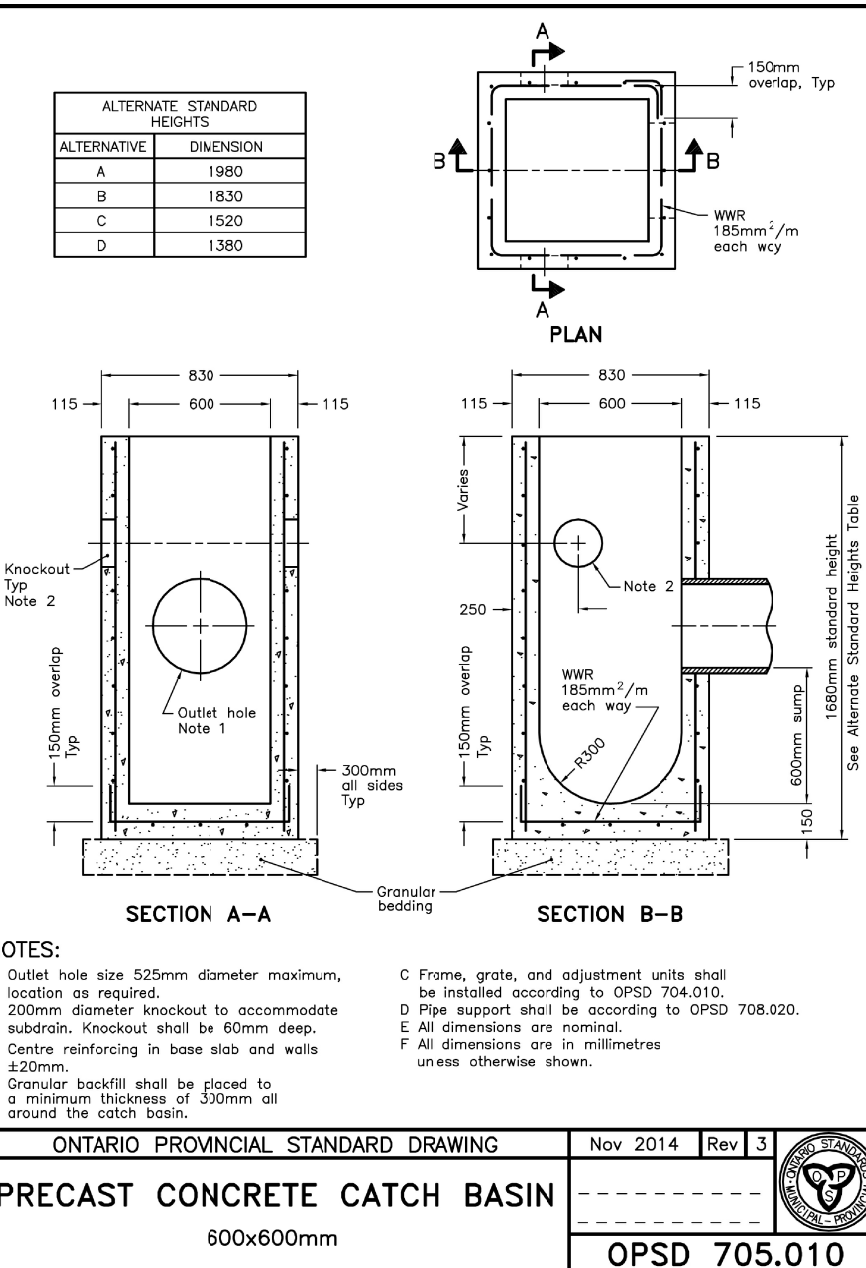 ALTERNATE STANDARD
HEIGHTS
ALTERNATIVE DIMENSION
A 1980
B 1830
C 1520
D 1380
A
150mm
overlap, Typ
B
B
WWR
185mm²/m
each way
A
PLAN
830
115 600 115
Knockout
Typ
Note 2
Outlet hole
Note 1
150mm overlap
Typ
300mm
all sides
Typ
SECTION A-A
830
115 600 115
Varies
Note 2
250
WWR
185mm²/m
each way
150mm overlap
Typ
R300
600mm sump
150
1680mm standard height
See Alternate Standard Heights Table
Granular
bedding
SECTION B-B
OTES:
Outlet hole size 525mm diameter maximum,
location as required.
200mm diameter knockout to accommodate
subdrain. Knockout shall be 60mm deep.
Centre reinforcing in base slab and walls
±20mm.
Granular backfill shall be placed to
a minimum thickness of 300mm all
around the catch basin.
C Frame, grate, and adjustment units shall
be installed according to OPSD 704.010.
D Pipe support shall be according to OPSD 708.020.
E All dimensions are nominal.
F All dimensions are in millimetres
unless otherwise shown.
ONTARIO PROVINCIAL STANDARD DRAWING
Nov 2014 Rev 3
PRECAST CONCRETE CATCH BASIN
600x600mm
OPSD 705.010
O P
S